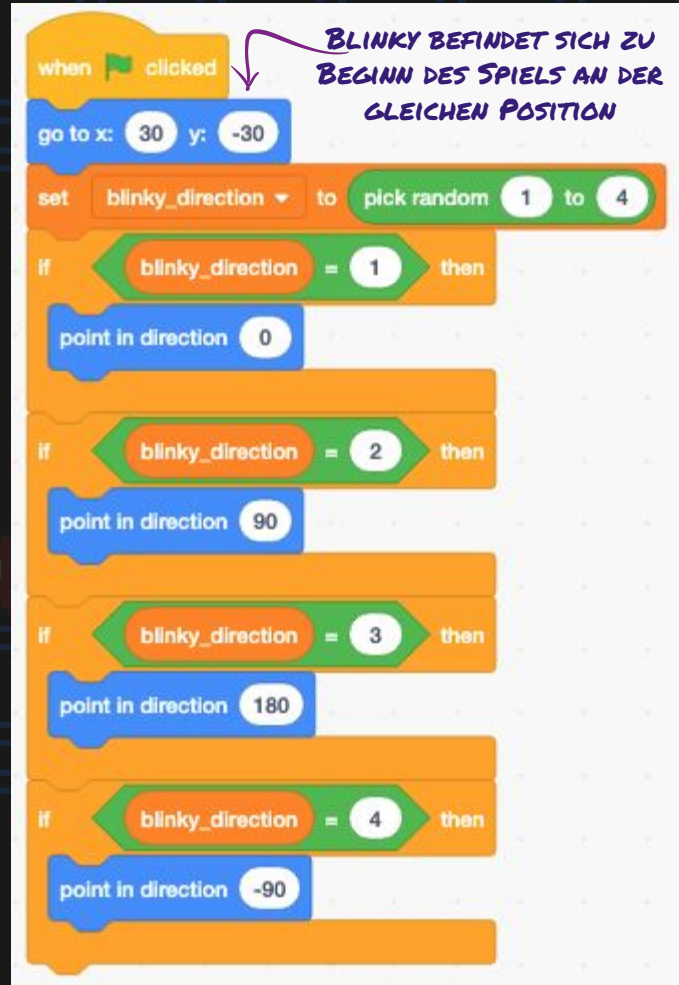 BLINKY BEFINDET SICH ZU
BEGINN DES SPIELS AN DER
GLEICHEN POSITION
when clicked
go to x: 30 y: -30
set blinky_direction to pick random 1 to 4
if blinky_direction = 1 then
point in direction 0
if blinky_direction = 2 then
point in direction 90
if blinky_direction = 3 then
point in direction 180
if blinky_direction = 4 then
point in direction -90